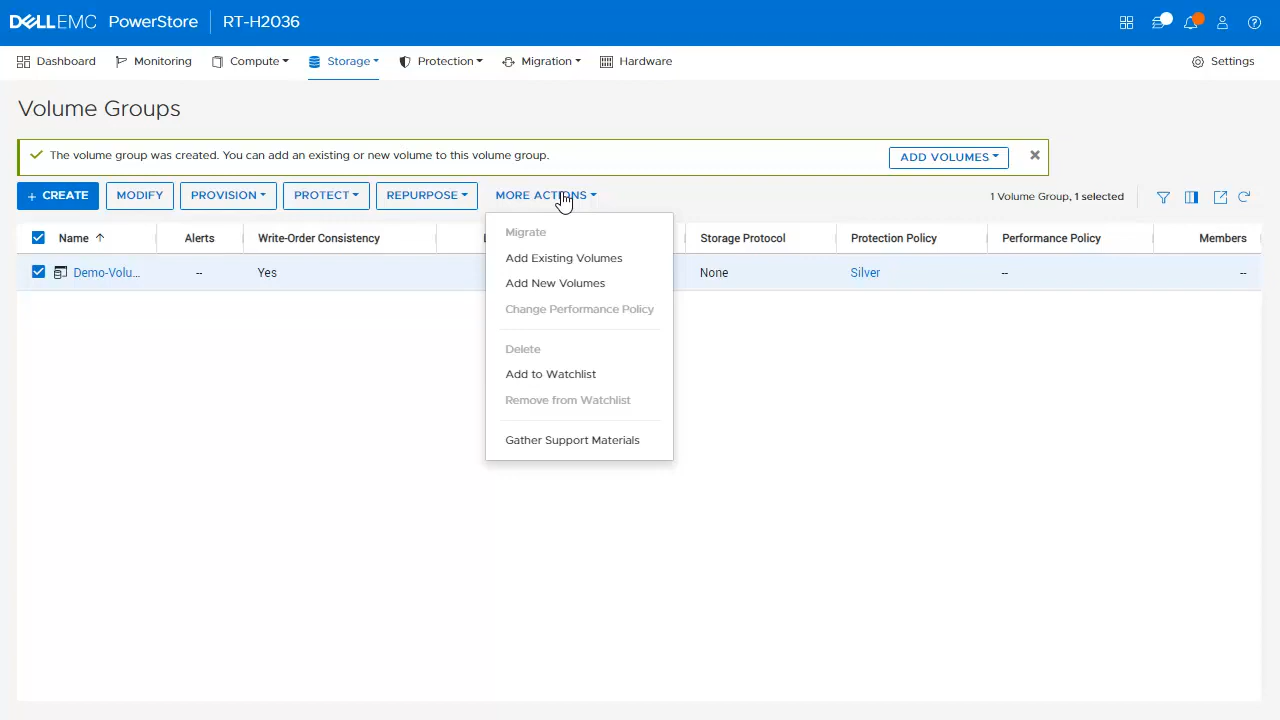 DELLEMC PowerStore RT-H2036
Dashboard Monitoring Compute Storage Protection Migration Hardware Settings
Volume Groups
The volume group was created. You can add an existing or new volume to this volume group. ADD VOLUMES
+ CREATE MODIFY PROVISION PROTECT REPURPOSE MORE ACTIONS 1 Volume Group, 1 selected
Name Alerts Write-Order Consistency Storage Protocol Protection Policy Performance Policy Members
Demo-Volu... -- Yes None Silver -- --
Migrate
Add Existing Volumes
Add New Volumes
Change Performance Policy
Delete
Add to Watchlist
Remove from Watchlist
Gather Support Materials